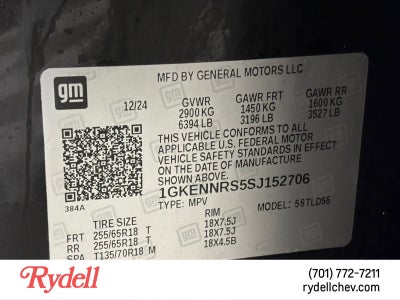 gm
MFD BY GENERAL MOTORS LLC
12/24 GVWR GAWR FRT GAWR RR
2900 KG 1450 KG 1600 KG
6394 LB 3196 LB 3527 LB
THIS VEHICLE CONFORMS TO ALL
APPLICABLE U.S. FEDERAL MOTOR
VEHICLE SAFETY STANDARDS IN EFFECT
ON THE DATE OF MANUFACTURE
SHOWN ABOVE.
1GKENNRS5SJ152706
384A
TYPE: MPV MODEL: 56TLD56
TIRE SIZE RIM
FRT 255/65R18 T 18X7.5J
RR 255/65R18 T 18X7.5J
SPA T135/70R18 M 18X4.5B
Rydell
(701) 772-7211
rydellchev.com